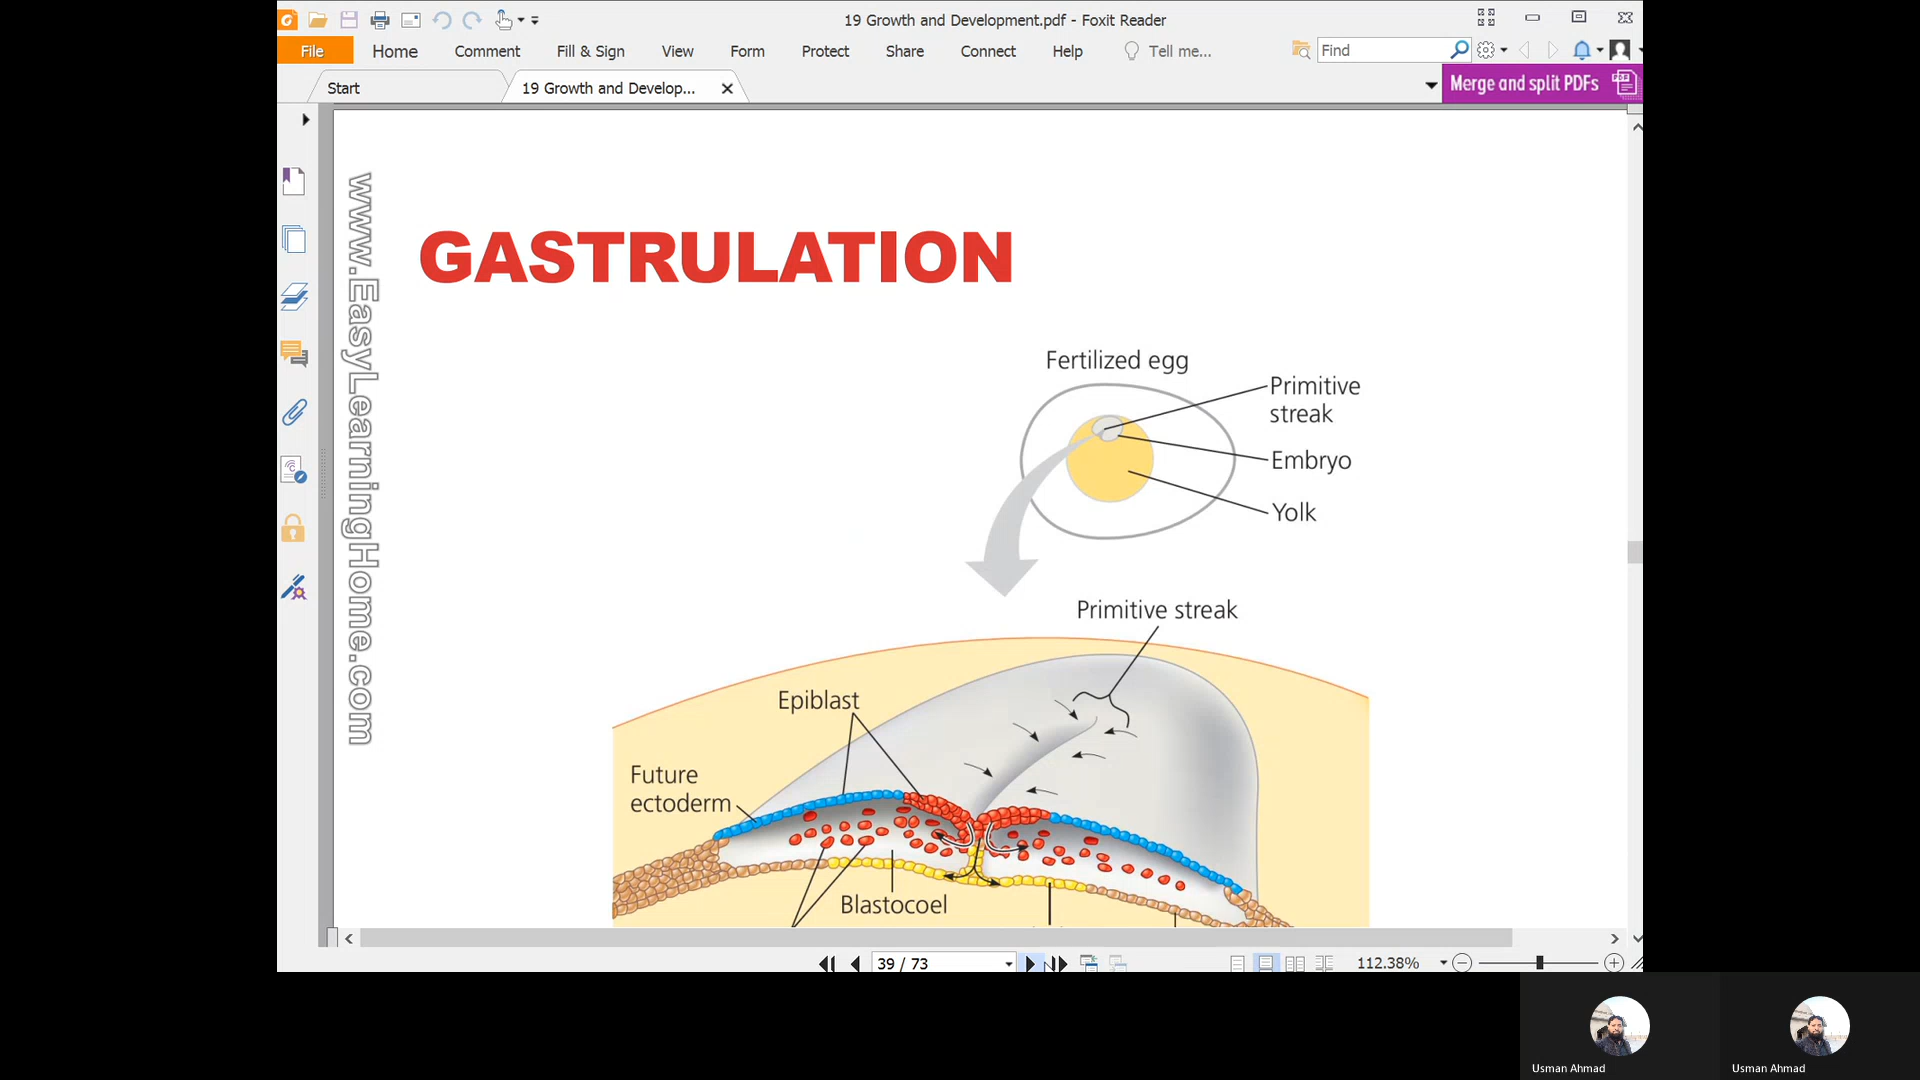 19 Growth and Development.pdf - Foxit Reader
File Home Comment Fill & Sign View Form Protect Share Connect Help Tell me... Find
Start 19 Growth and Develop... Merge and split PDFs
www.EasyLearningHome.com
GASTRULATION
Fertilized egg
Primitive
streak
Embryo
Yolk
Primitive streak
Epiblast
Future
ectoderm
Blastocoel
39 / 73
112.38%
Usman Ahmad
Usman Ahmad